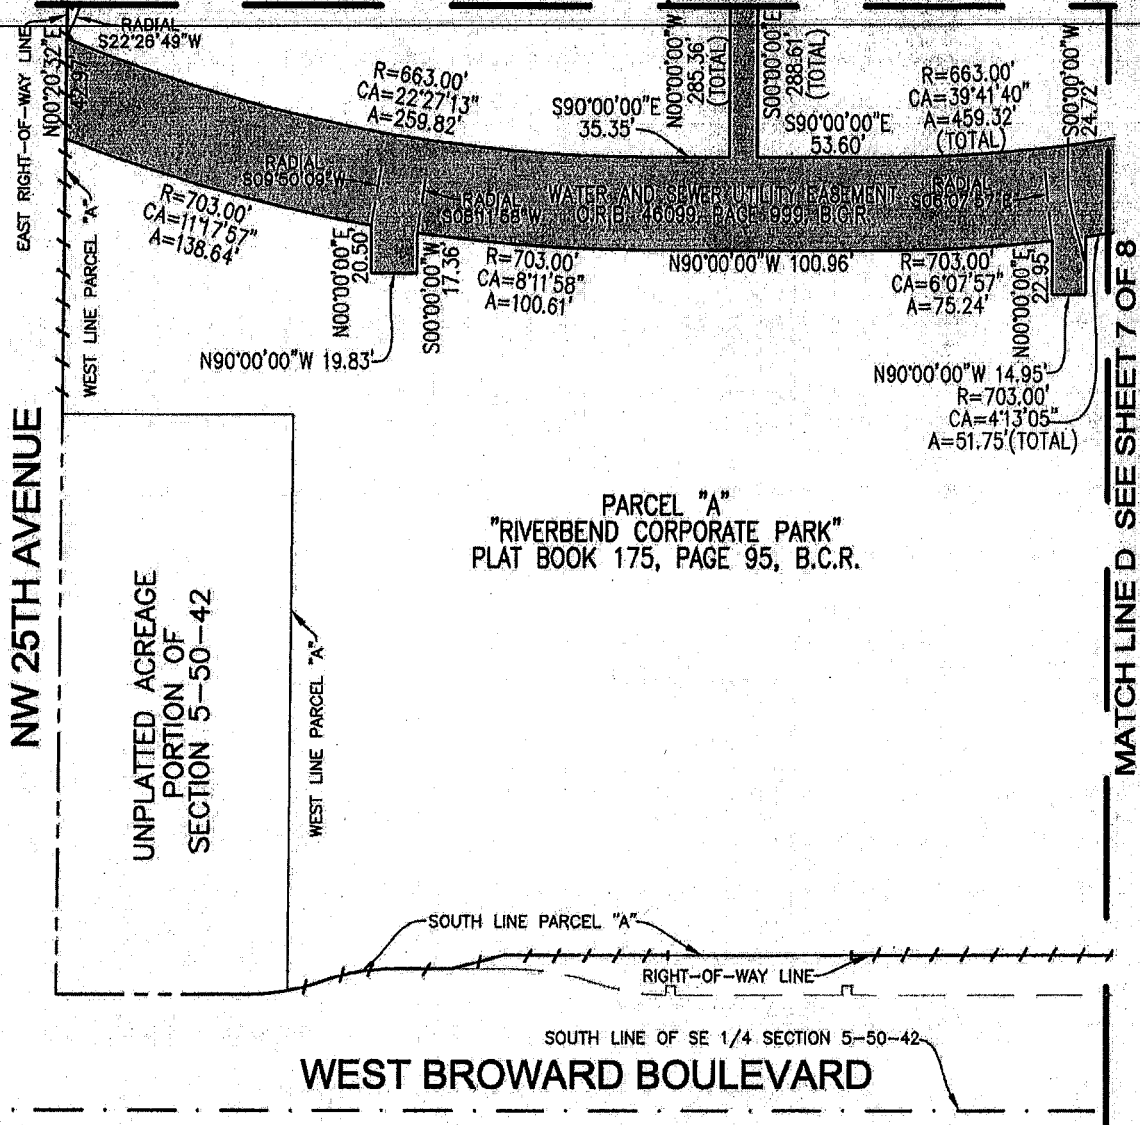 RADIAL
S22°26'49"W
EAST RIGHT-OF-WAY LINE
N00°20'32"E
42.95'
R=663.00'
CA=22°27'13"
A=259.82'
S90°00'00"E
35.35'
N00°00'00"W
285.36'
(TOTAL)
S00°00'00"E
288.61'
(TOTAL)
S90°00'00"E
53.60'
R=663.00'
CA=39°41'40"
A=459.32'
(TOTAL)
S00°00'00"W
24.72'
RADIAL
S09°50'09"W
RADIAL
S08°11'58"W
WATER AND SEWER UTILITY EASEMENT
O.R.B. 46099, PAGE 999, B.C.R.
RADIAL
S06°07'57"E
WEST LINE PARCEL "A"
R=703.00'
CA=11°17'57"
A=138.64'
N00°00'00"E
20.50'
S00°00'00"W
17.36'
R=703.00'
CA=8°11'58"
A=100.61'
N90°00'00"W 100.96'
R=703.00'
CA=6°07'57"
A=75.24'
N00°00'00"E
22.95'
N90°00'00"W 19.83'
N90°00'00"W 14.95'
R=703.00'
CA=4°13'05"
A=51.75'(TOTAL)
NW 25TH AVENUE
UNPLATTED ACREAGE
PORTION OF
SECTION 5-50-42
WEST LINE PARCEL "A"
PARCEL "A"
"RIVERBEND CORPORATE PARK"
PLAT BOOK 175, PAGE 95, B.C.R.
MATCH LINE D SEE SHEET 7 OF 8
SOUTH LINE PARCEL "A"
RIGHT-OF-WAY LINE
SOUTH LINE OF SE 1/4 SECTION 5-50-42
WEST BROWARD BOULEVARD